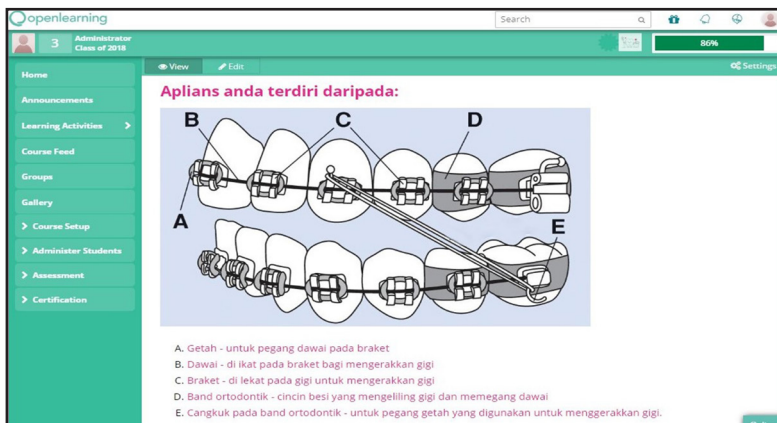 openlearning
Search
3
Administrator
Class of 2018
86%
View
Edit
Settings
Home
Announcements
Learning Activities
Course Feed
Groups
Gallery
Course Setup
Administer Students
Assessment
Certification
Aplians anda terdiri daripada:
B
C
D
A
E
A. Getah - untuk pegang dawai pada braket
B. Dawai - di ikat pada braket bagi mengerakkan gigi
C. Braket - di lekat pada gigi untuk mengerakkan gigi
D. Band ortodontik - cincin besi yang mengeliling gigi dan memegang dawai
E. Cangkuk pada band ortodontik - untuk pegang getah yang digunakan untuk menggerakkan gigi.